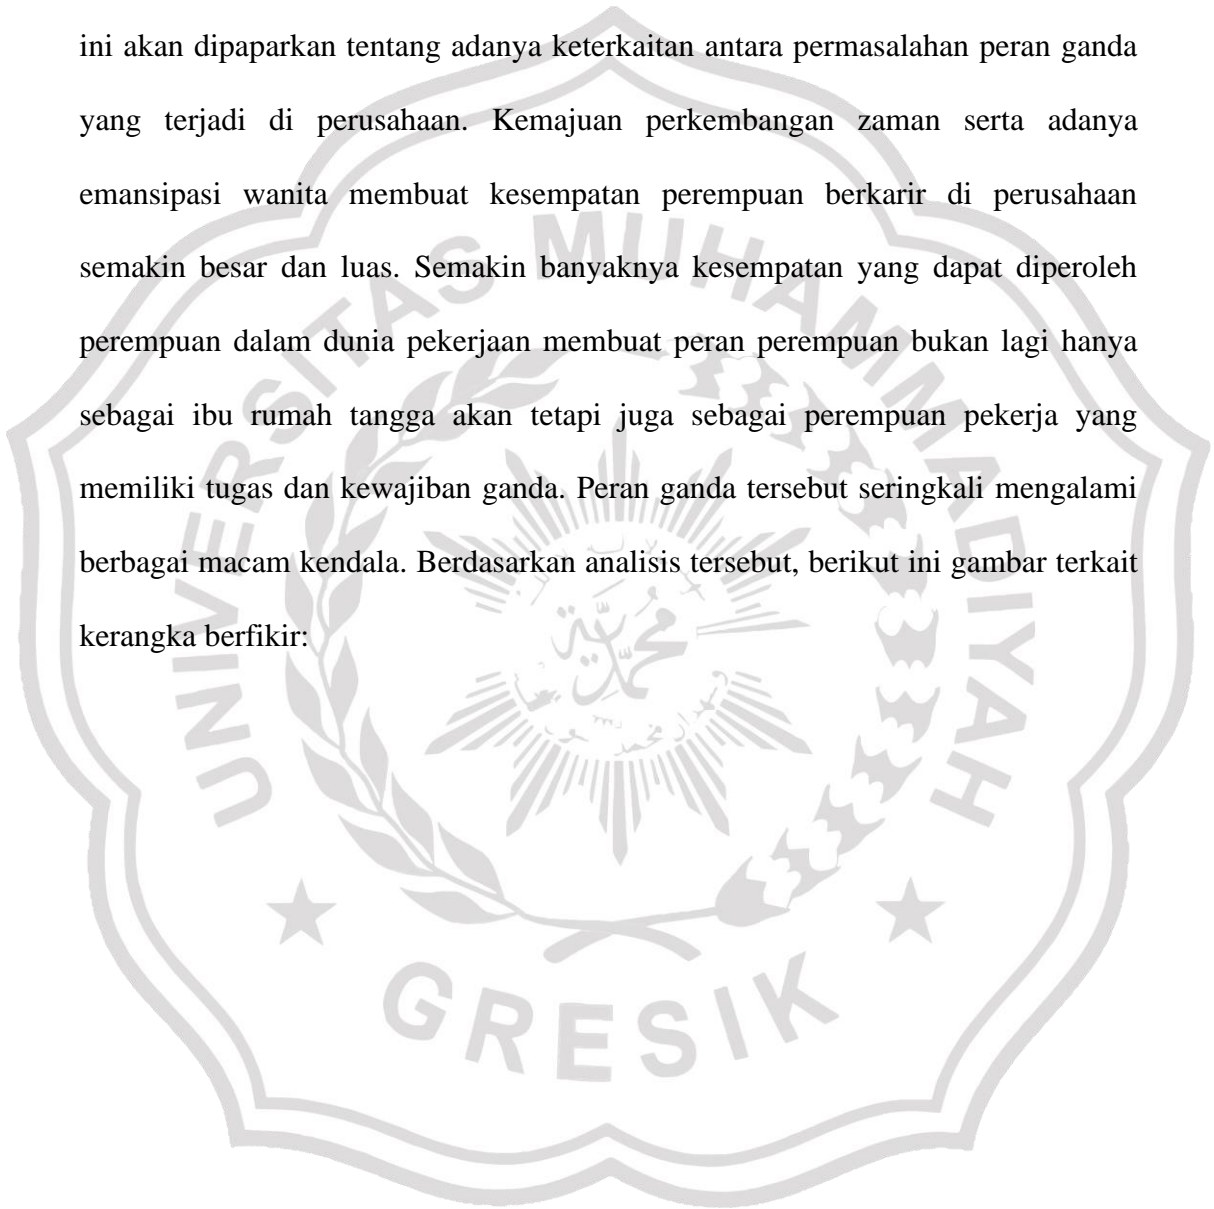 ini akan dipaparkan tentang adanya keterkaitan antara permasalahan peran ganda
yang terjadi di perusahaan. Kemajuan perkembangan zaman serta adanya
emansipasi wanita membuat kesempatan perempuan berkarir di perusahaan
semakin besar dan luas. Semakin banyaknya kesempatan yang dapat diperoleh
perempuan dalam dunia pekerjaan membuat peran perempuan bukan lagi hanya
sebagai ibu rumah tangga akan tetapi juga sebagai perempuan pekerja yang
memiliki tugas dan kewajiban ganda. Peran ganda tersebut seringkali mengalami
berbagai macam kendala. Berdasarkan analisis tersebut, berikut ini gambar terkait
kerangka berfikir:
UNIVERSITAS MUHAMMADIYAH
GRESIK